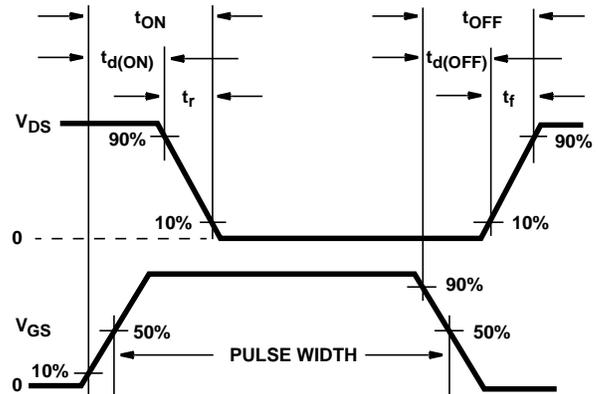 tON tOFF
td(ON) td(OFF)
tr tf
VDS
90% 90%
10% 10%
0
90%
VGS 50% 50%
PULSE WIDTH
10%
0